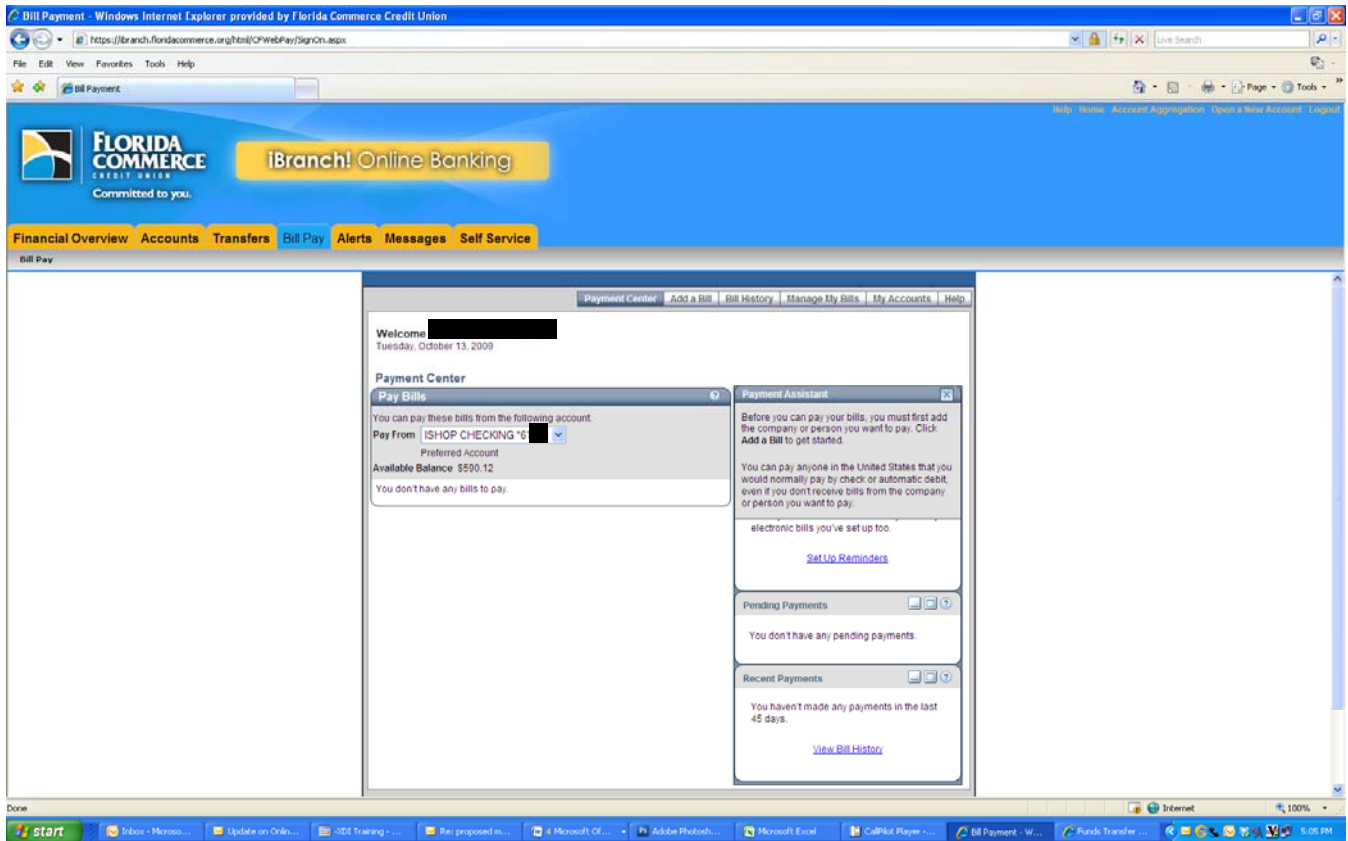 Bill Payment - Windows Internet Explorer provided by Florida Commerce Credit Union
https://ibranch.floridacommerce.org/html/CFWebPay/SignOn.aspx
Live Search
File Edit View Favorites Tools Help
Bill Payment
Page Tools
Help Home Account Aggregation Open a New Account Logout
FLORIDA
COMMERCE
CREDIT UNION
Committed to you.
iBranch! Online Banking
Financial Overview Accounts Transfers Bill Pay Alerts Messages Self Service
Bill Pay
Payment Center Add a Bill Bill History Manage My Bills My Accounts Help
Welcome
Tuesday, October 13, 2009
Payment Center
Pay Bills
You can pay these bills from the following account.
Pay From ISHOP CHECKING *6*
Preferred Account
Available Balance $590.12
You don't have any bills to pay.
Payment Assistant
Before you can pay your bills, you must first add
the company or person you want to pay. Click
Add a Bill to get started.
You can pay anyone in the United States that you
would normally pay by check or automatic debit,
even if you don't receive bills from the company
or person you want to pay.
electronic bills you've set up too.
Set Up Reminders
Pending Payments
You don't have any pending payments.
Recent Payments
You haven't made any payments in the last
45 days.
View Bill History
Done
Internet
100%
start
Inbox - Microso...
Update on Onlin...
-XDI Training - ...
Re: proposed m...
4 Microsoft Of...
Adobe Photosh...
Microsoft Excel
CallPilot Player -...
Bill Payment - W...
Funds Transfer ...
5:05 PM